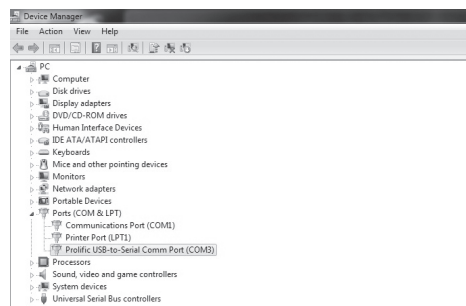 Device Manager
File Action View Help
PC
Computer
Disk drives
Display adapters
DVD/CD-ROM drives
Human Interface Devices
IDE ATA/ATAPI controllers
Keyboards
Mice and other pointing devices
Monitors
Network adapters
Portable Devices
Ports (COM & LPT)
Communications Port (COM1)
Printer Port (LPT1)
Prolific USB-to-Serial Comm Port (COM3)
Processors
Sound, video and game controllers
System devices
Universal Serial Bus controllers